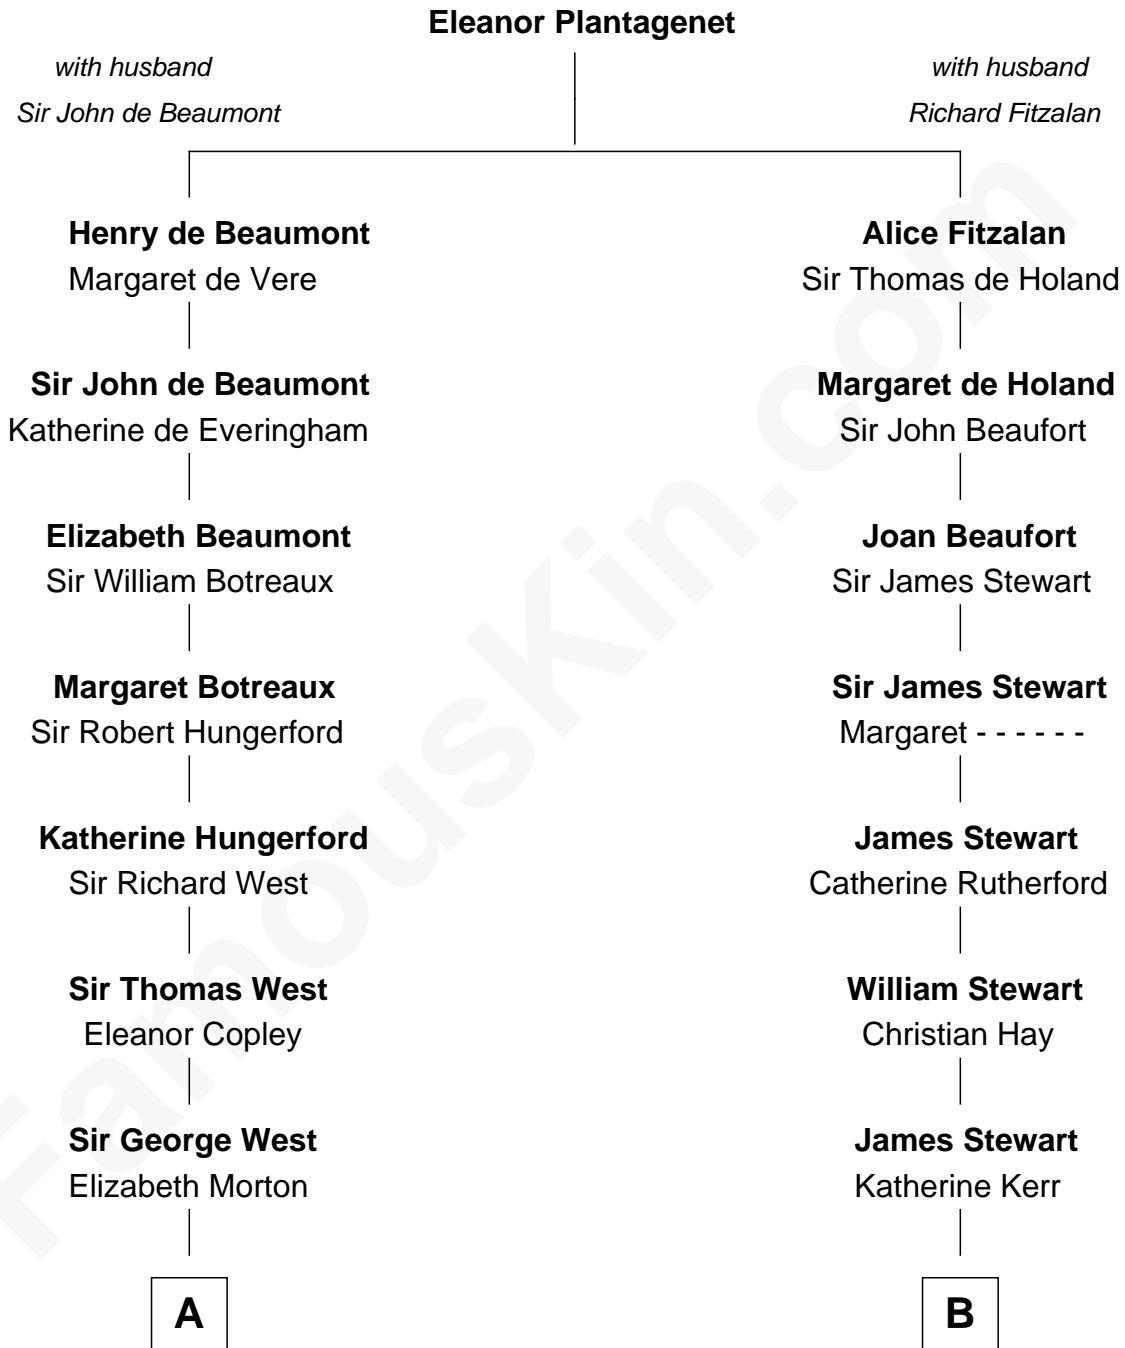 Eleanor Plantagenet
with husband
Sir John de Beaumont
with husband
Richard Fitzalan
Henry de Beaumont
Margaret de Vere
Alice Fitzalan
Sir Thomas de Holand
Sir John de Beaumont
Katherine de Everingham
Margaret de Holand
Sir John Beaufort
Elizabeth Beaumont
Sir William Botreaux
Joan Beaufort
Sir James Stewart
Margaret Botreaux
Sir Robert Hungerford
Sir James Stewart
Margaret - - - - - -
Katherine Hungerford
Sir Richard West
James Stewart
Catherine Rutherford
Sir Thomas West
Eleanor Copley
William Stewart
Christian Hay
Sir George West
Elizabeth Morton
James Stewart
Katherine Kerr
A
B
FamousKin.com